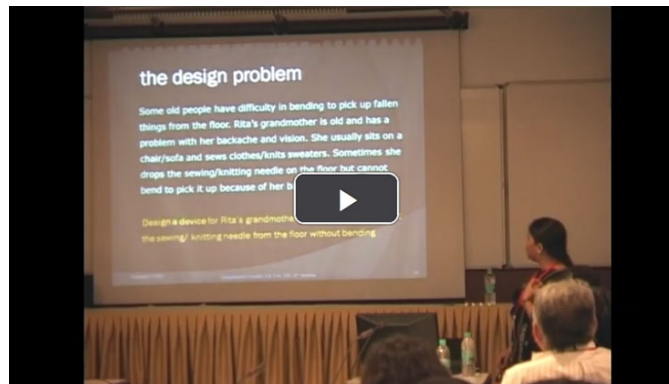 the design problem
Some old people have difficulty in bending to pick up fallen
things from the floor. Rita's grandmother is old and has a
problem with her backache and vision. She usually sits on a
chair/sofa and sews clothes/knits sweaters. Sometimes she
drops the sewing/knitting needle on the floor but cannot
bend to pick it up because of her
Design a device for Rita's
the sewing/ knitting needle from the floor without bending